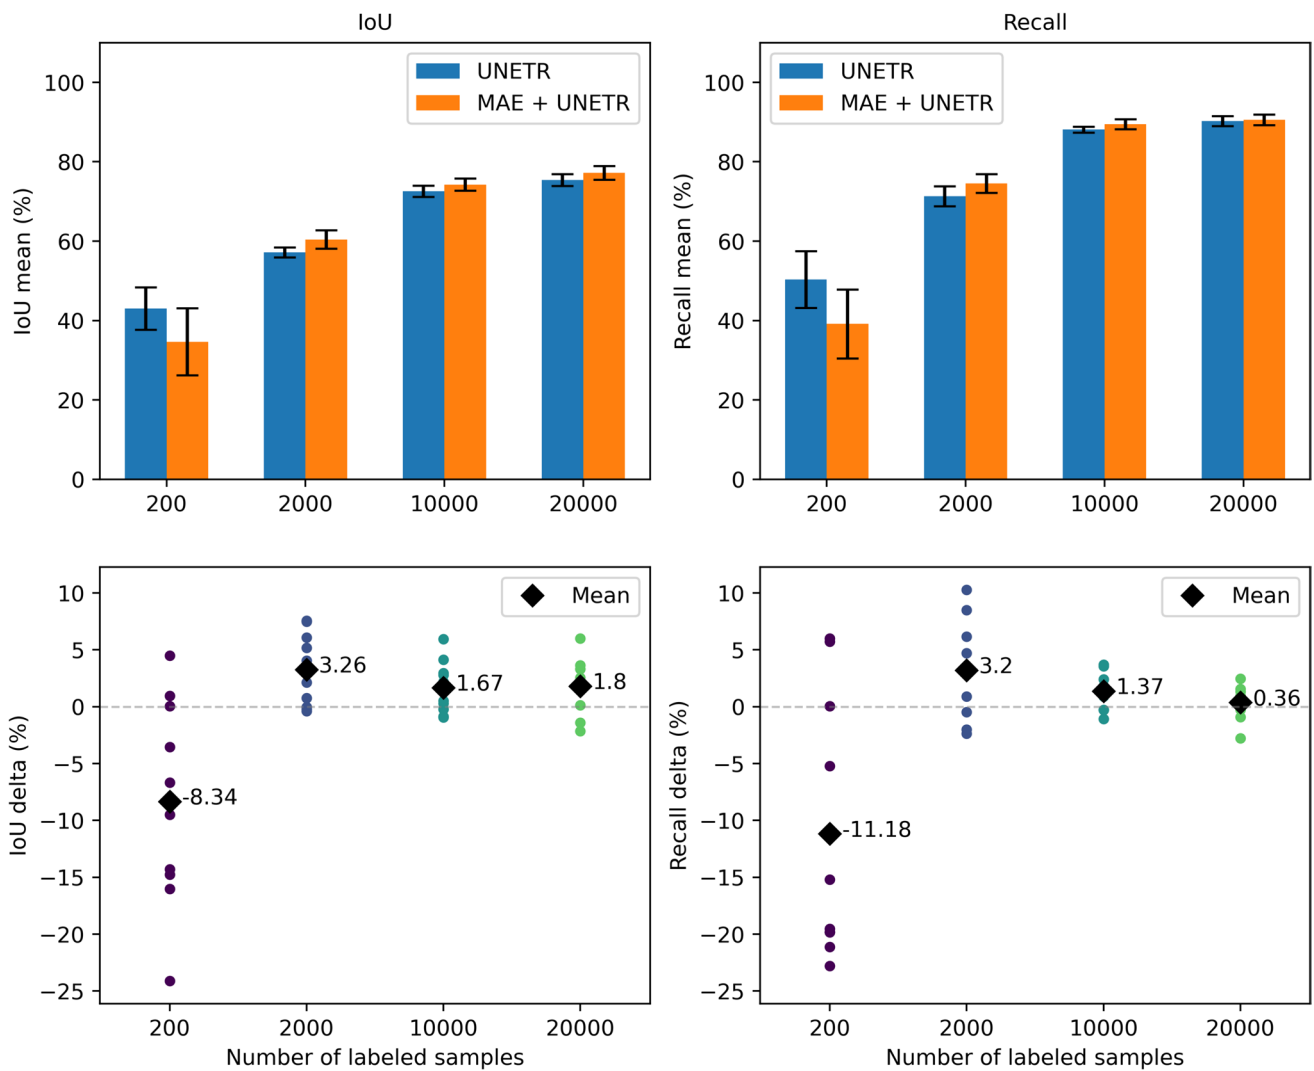 IoU
Recall
UNETR
MAE + UNETR
UNETR
MAE + UNETR
IoU mean (%)
100
80
60
40
20
0
200 2000 10000 20000
Recall mean (%)
100
80
60
40
20
0
200 2000 10000 20000
Mean
IoU delta (%)
10
5
0
−5
−10
−15
−20
−25
-8.34
3.26
1.67
1.8
200 2000 10000 20000
Number of labeled samples
Mean
Recall delta (%)
10
5
0
−5
−10
−15
−20
−25
-11.18
3.2
1.37
0.36
200 2000 10000 20000
Number of labeled samples